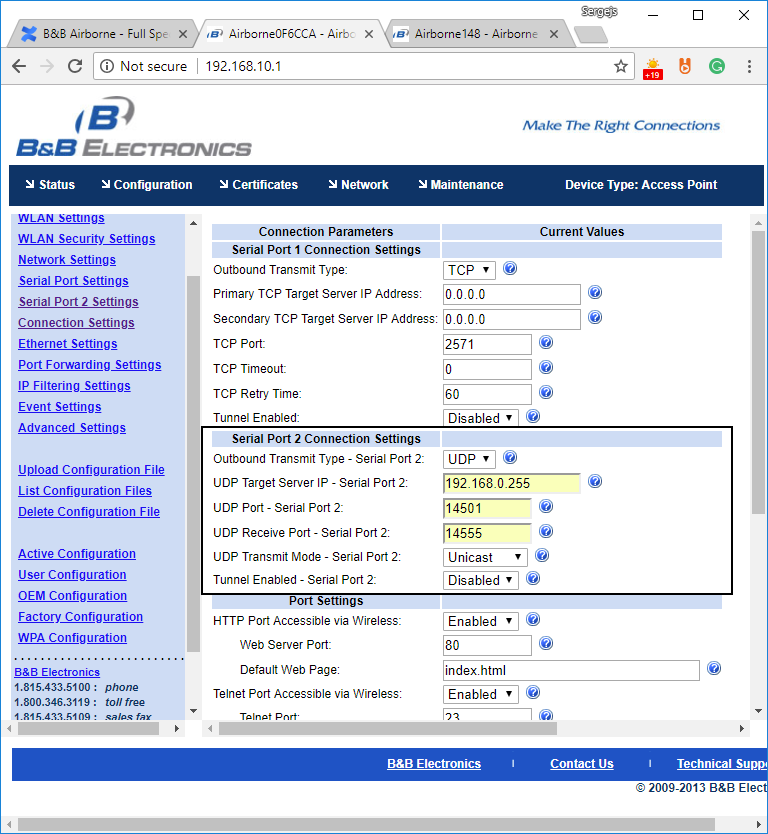 Sergejs
B&B Airborne - Full Spe
Airborne0F6CCA - Airbo
Airborne148 - Airborne
Not secure
192.168.10.1
+19
B
B&B ELECTRONICS
Make The Right Connections
Status
Configuration
Certificates
Network
Maintenance
Device Type: Access Point
WLAN Settings
WLAN Security Settings
Network Settings
Serial Port Settings
Serial Port 2 Settings
Connection Settings
Ethernet Settings
Port Forwarding Settings
IP Filtering Settings
Event Settings
Advanced Settings
Upload Configuration File
List Configuration Files
Delete Configuration File
Active Configuration
User Configuration
OEM Configuration
Factory Configuration
WPA Configuration
B&B Electronics
1.815.433.5100 : phone
1.800.346.3119 : toll free
1.815.433.5109 : sales fax
Connection Parameters Current Values
Serial Port 1 Connection Settings
Outbound Transmit Type: TCP
Primary TCP Target Server IP Address: 0.0.0.0
Secondary TCP Target Server IP Address: 0.0.0.0
TCP Port: 2571
TCP Timeout: 0
TCP Retry Time: 60
Tunnel Enabled: Disabled
Serial Port 2 Connection Settings
Outbound Transmit Type - Serial Port 2: UDP
UDP Target Server IP - Serial Port 2: 192.168.0.255
UDP Port - Serial Port 2: 14501
UDP Receive Port - Serial Port 2: 14555
UDP Transmit Mode - Serial Port 2: Unicast
Tunnel Enabled - Serial Port 2: Disabled
Port Settings
HTTP Port Accessible via Wireless: Enabled
Web Server Port: 80
Default Web Page: index.html
Telnet Port Accessible via Wireless: Enabled
Telnet Port: 23
B&B Electronics | Contact Us | Technical Suppo
© 2009-2013 B&B Elect